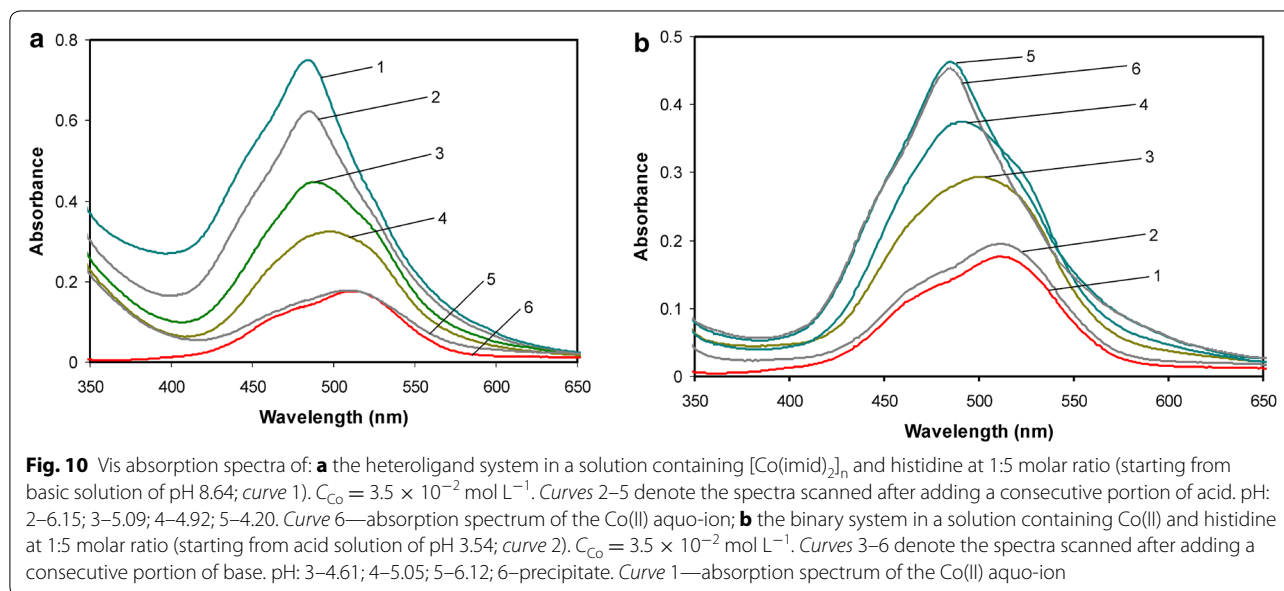 a
0.8
0.6
0.4
0.2
0
Absorbance
350 400 450 500 550 600 650
Wavelength (nm)
1
2
3
4
5
6
b
0.5
0.4
0.3
0.2
0.1
0
Absorbance
350 400 450 500 550 600 650
Wavelength (nm)
5
6
4
3
2
1
Fig. 10 Vis absorption spectra of: a the heteroligand system in a solution containing [Co(imid)₂]ₙ and histidine at 1:5 molar ratio (starting from
basic solution of pH 8.64; curve 1). C_Co = 3.5 × 10⁻² mol L⁻¹. Curves 2–5 denote the spectra scanned after adding a consecutive portion of acid. pH:
2–6.15; 3–5.09; 4–4.92; 5–4.20. Curve 6—absorption spectrum of the Co(II) aquo-ion; b the binary system in a solution containing Co(II) and histidine
at 1:5 molar ratio (starting from acid solution of pH 3.54; curve 2). C_Co = 3.5 × 10⁻² mol L⁻¹. Curves 3–6 denote the spectra scanned after adding a
consecutive portion of base. pH: 3–4.61; 4–5.05; 5–6.12; 6–precipitate. Curve 1—absorption spectrum of the Co(II) aquo-ion